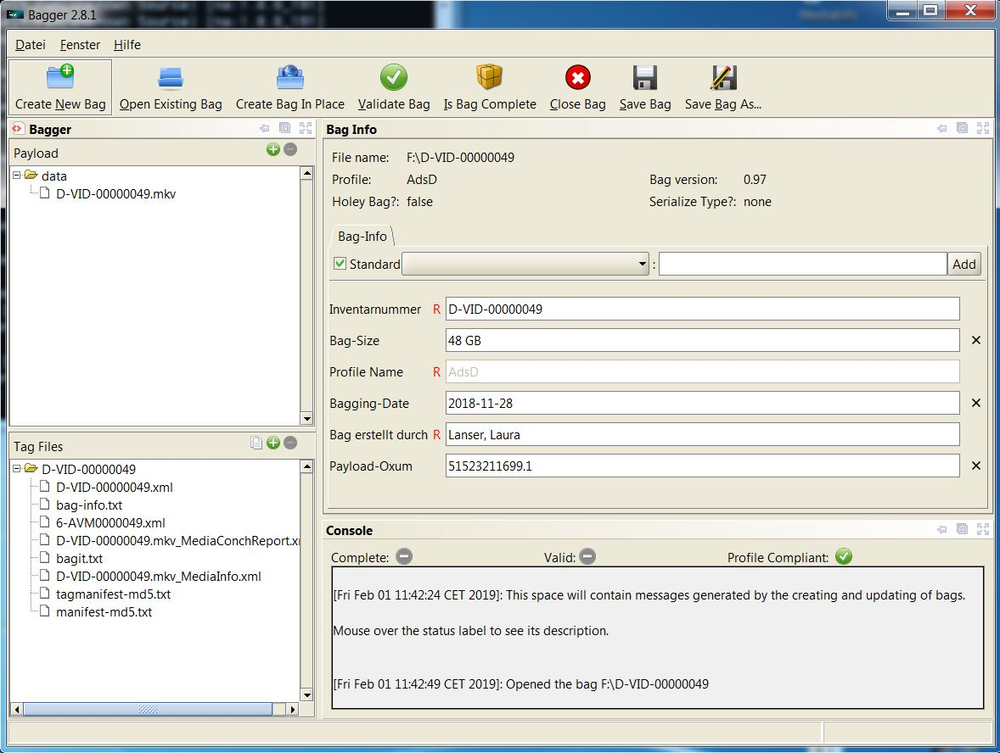 Bagger 2.8.1
Datei Fenster Hilfe
Create New Bag Open Existing Bag Create Bag In Place Validate Bag Is Bag Complete Close Bag Save Bag Save Bag As...
Bagger
Payload
data
D-VID-00000049.mkv
Tag Files
D-VID-00000049
D-VID-00000049.xml
bag-info.txt
6-AVM0000049.xml
D-VID-00000049.mkv_MediaConchReport.x
bagit.txt
D-VID-00000049.mkv_MediaInfo.xml
tagmanifest-md5.txt
manifest-md5.txt
Bag Info
File name: F:\D-VID-00000049
Profile: AdsD Bag version: 0.97
Holey Bag?: false Serialize Type?: none
Bag-Info
Standard : Add
Inventarnummer R D-VID-00000049
Bag-Size 48 GB
Profile Name R AdsD
Bagging-Date 2018-11-28
Bag erstellt durch R Lanser, Laura
Payload-Oxum 51523211699.1
Console
Complete: Valid: Profile Compliant:
[Fri Feb 01 11:42:24 CET 2019]: This space will contain messages generated by the creating and updating of bags.
Mouse over the status label to see its description.
[Fri Feb 01 11:42:49 CET 2019]: Opened the bag F:\D-VID-00000049